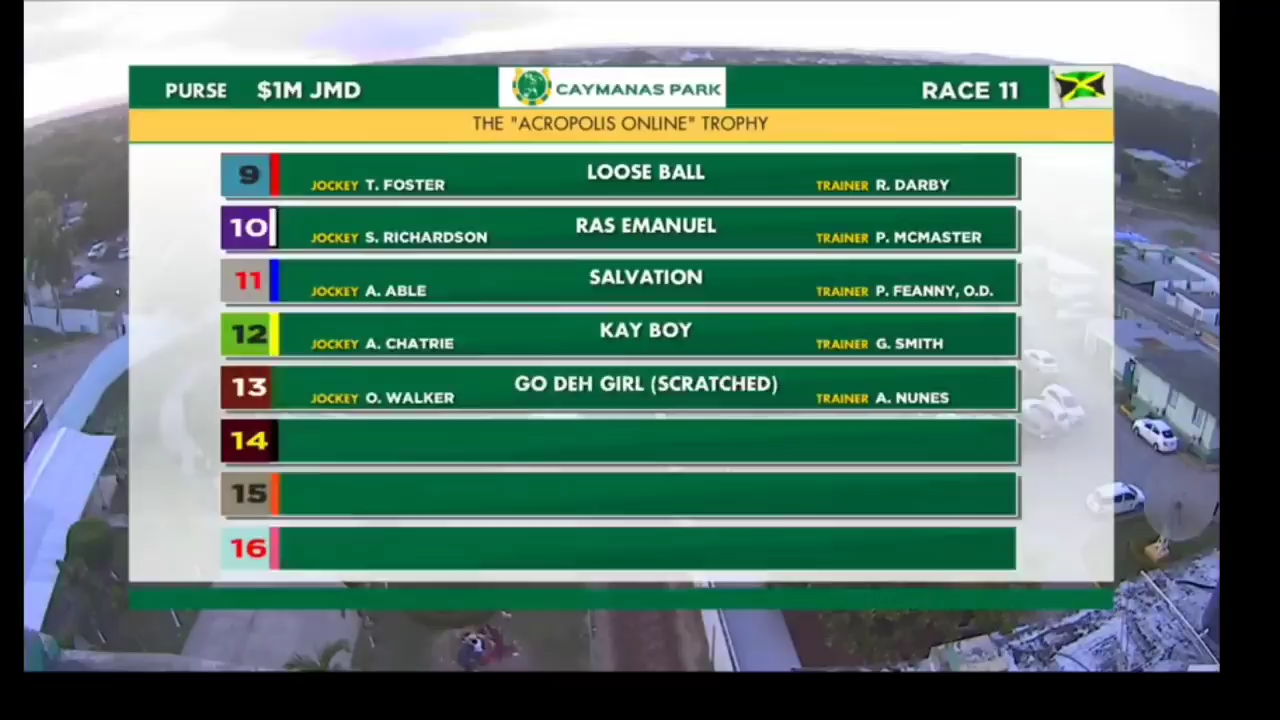 PURSE $1M JMD CAYMANAS PARK RACE 11
THE "ACROPOLIS ONLINE" TROPHY
9 JOCKEY T. FOSTER LOOSE BALL TRAINER R. DARBY
10 JOCKEY S. RICHARDSON RAS EMANUEL TRAINER P. MCMASTER
11 JOCKEY A. ABLE SALVATION TRAINER P. FEANNY, O.D.
12 JOCKEY A. CHATRIE KAY BOY TRAINER G. SMITH
13 JOCKEY O. WALKER GO DEH GIRL (SCRATCHED) TRAINER A. NUNES
14
15
16